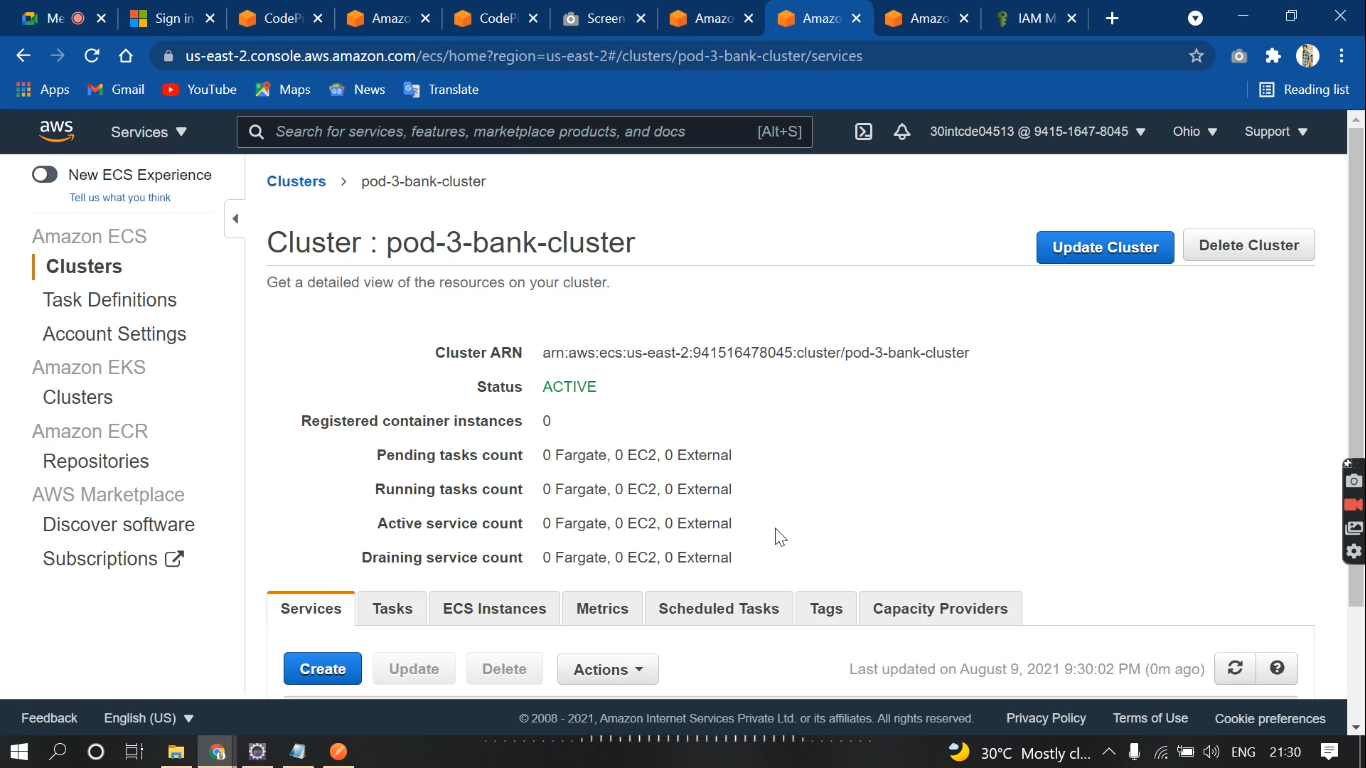 Me
Sign in
CodeP
Amazo
CodeP
Screen
Amazo
Amazo
Amazo
IAM M
us-east-2.console.aws.amazon.com/ecs/home?region=us-east-2#/clusters/pod-3-bank-cluster/services
Apps Gmail YouTube Maps News Translate Reading list
aws Services ▼ Search for services, features, marketplace products, and docs [Alt+S] 30intcde04513 @ 9415-1647-8045 ▼ Ohio ▼ Support ▼
New ECS Experience
Tell us what you think
Amazon ECS
Clusters
Task Definitions
Account Settings
Amazon EKS
Clusters
Amazon ECR
Repositories
AWS Marketplace
Discover software
Subscriptions
Clusters > pod-3-bank-cluster
Cluster : pod-3-bank-cluster
Update Cluster Delete Cluster
Get a detailed view of the resources on your cluster.
Cluster ARN arn:aws:ecs:us-east-2:941516478045:cluster/pod-3-bank-cluster
Status ACTIVE
Registered container instances 0
Pending tasks count 0 Fargate, 0 EC2, 0 External
Running tasks count 0 Fargate, 0 EC2, 0 External
Active service count 0 Fargate, 0 EC2, 0 External
Draining service count 0 Fargate, 0 EC2, 0 External
Services Tasks ECS Instances Metrics Scheduled Tasks Tags Capacity Providers
Create Update Delete Actions Last updated on August 9, 2021 9:30:02 PM (0m ago)
Feedback English (US) ▼ © 2008 - 2021, Amazon Internet Services Private Ltd. or its affiliates. All rights reserved. Privacy Policy Terms of Use Cookie preferences
30°C Mostly cl... ENG 21:30